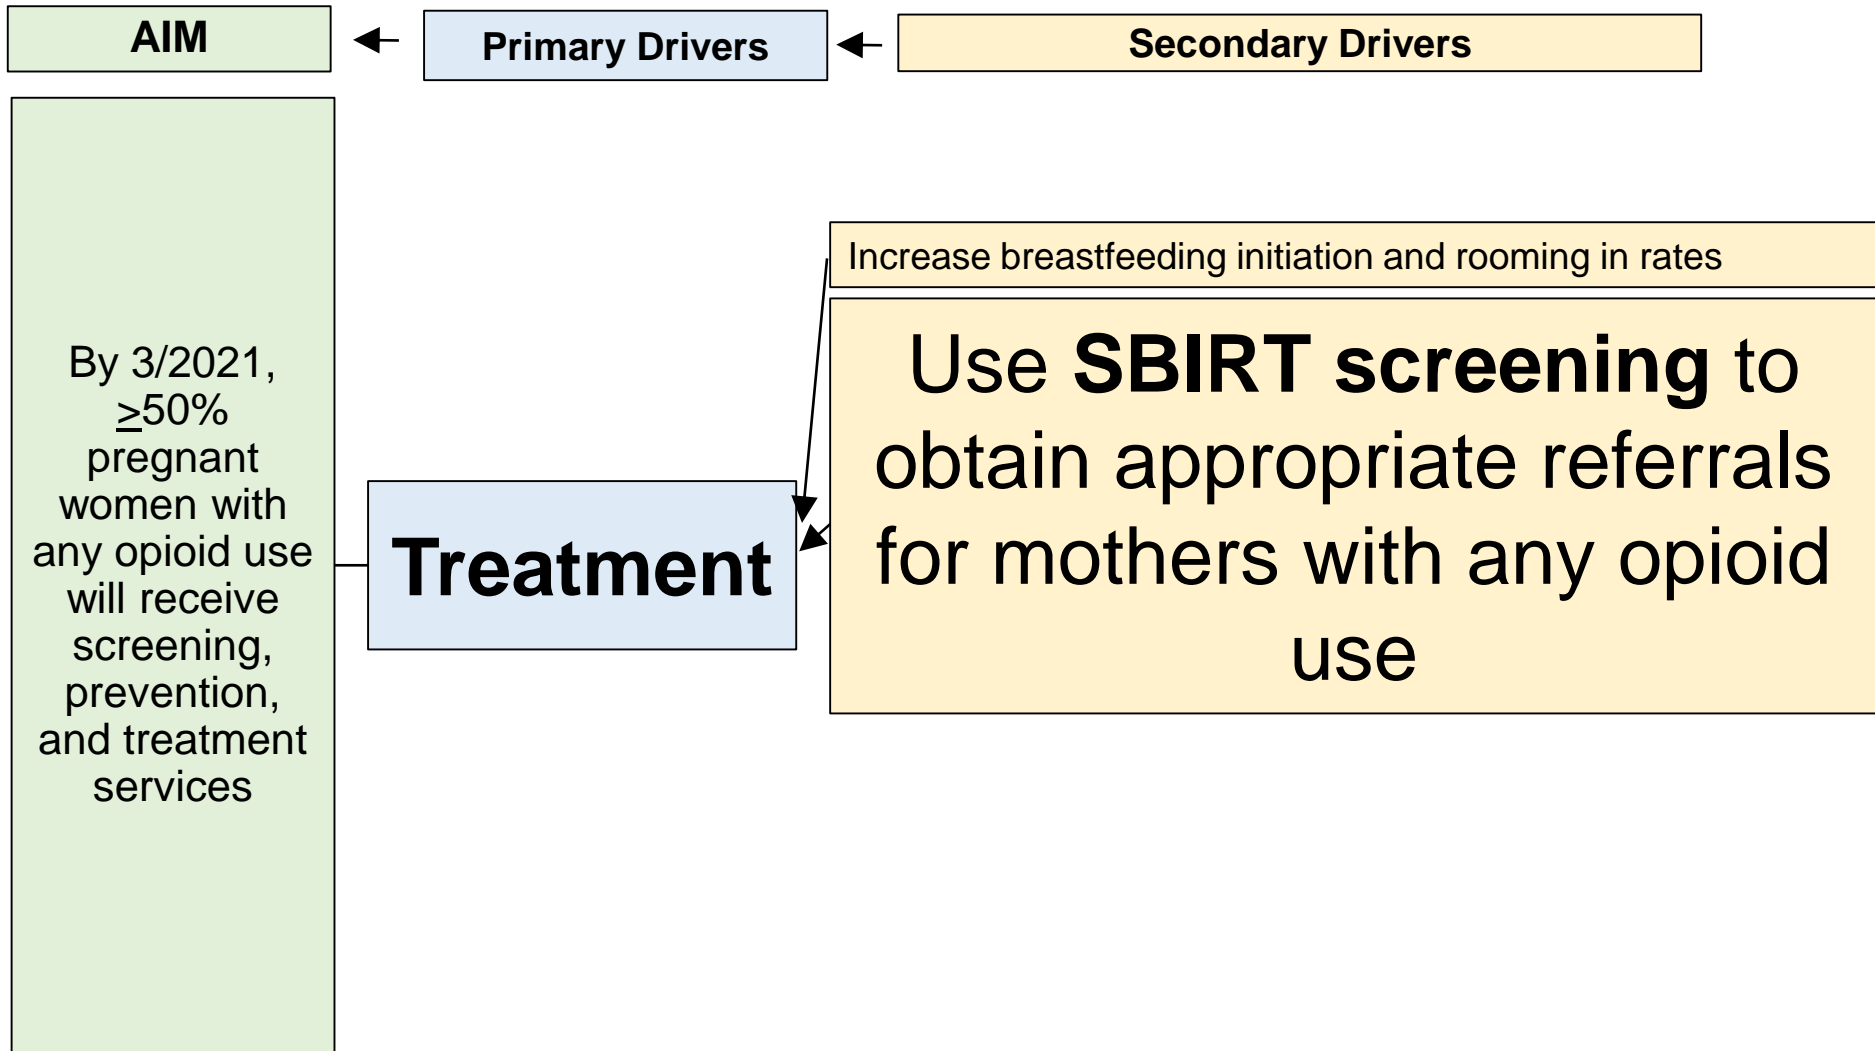 AIM
Primary Drivers
Secondary Drivers
By 3/2021,
≥50%
pregnant
women with
any opioid use
will receive
screening,
prevention,
and treatment
services
Treatment
Increase breastfeeding initiation and rooming in rates
Use SBIRT screening to
obtain appropriate referrals
for mothers with any opioid
use